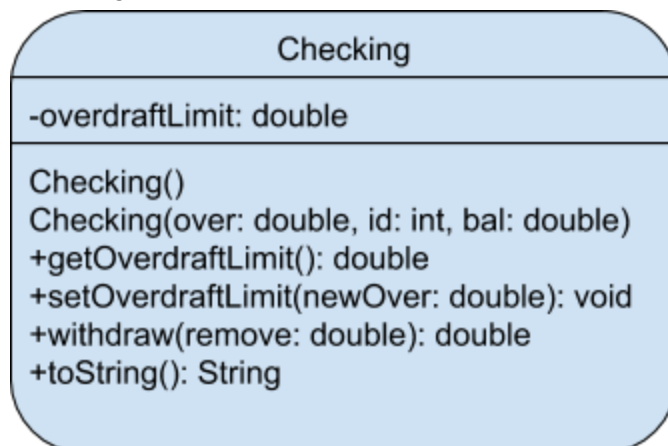 Checking
-overdraftLimit: double
Checking()
Checking(over: double, id: int, bal: double)
+getOverdraftLimit(): double
+setOverdraftLimit(newOver: double): void
+withdraw(remove: double): double
+toString(): String